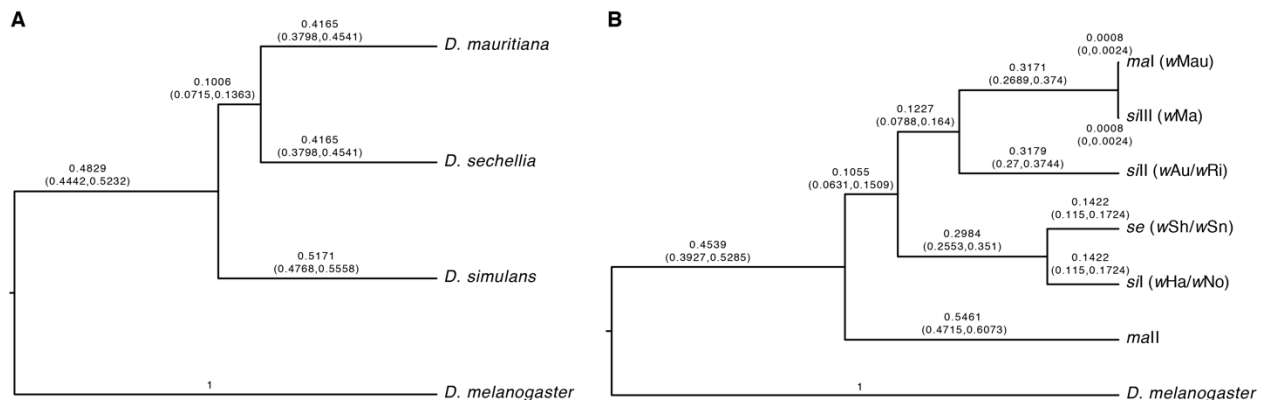 A
0.4165
(0.3798,0.4541)
D. mauritiana
0.1006
(0.0715,0.1363)
0.4165
(0.3798,0.4541)
D. sechellia
0.4829
(0.4442,0.5232)
0.5171
(0.4768,0.5558)
D. simulans
1
D. melanogaster
B
0.0008
(0,0.0024)
maI (wMau)
0.3171
(0.2689,0.374)
siIII (wMa)
0.0008
(0,0.0024)
0.1227
(0.0788,0.164)
0.3179
(0.27,0.3744)
siII (wAu/wRi)
0.1055
(0.0631,0.1509)
0.1422
(0.115,0.1724)
se (wSh/wSn)
0.2984
(0.2553,0.351)
0.1422
(0.115,0.1724)
siI (wHa/wNo)
0.4539
(0.3927,0.5285)
0.5461
(0.4715,0.6073)
maII
1
D. melanogaster